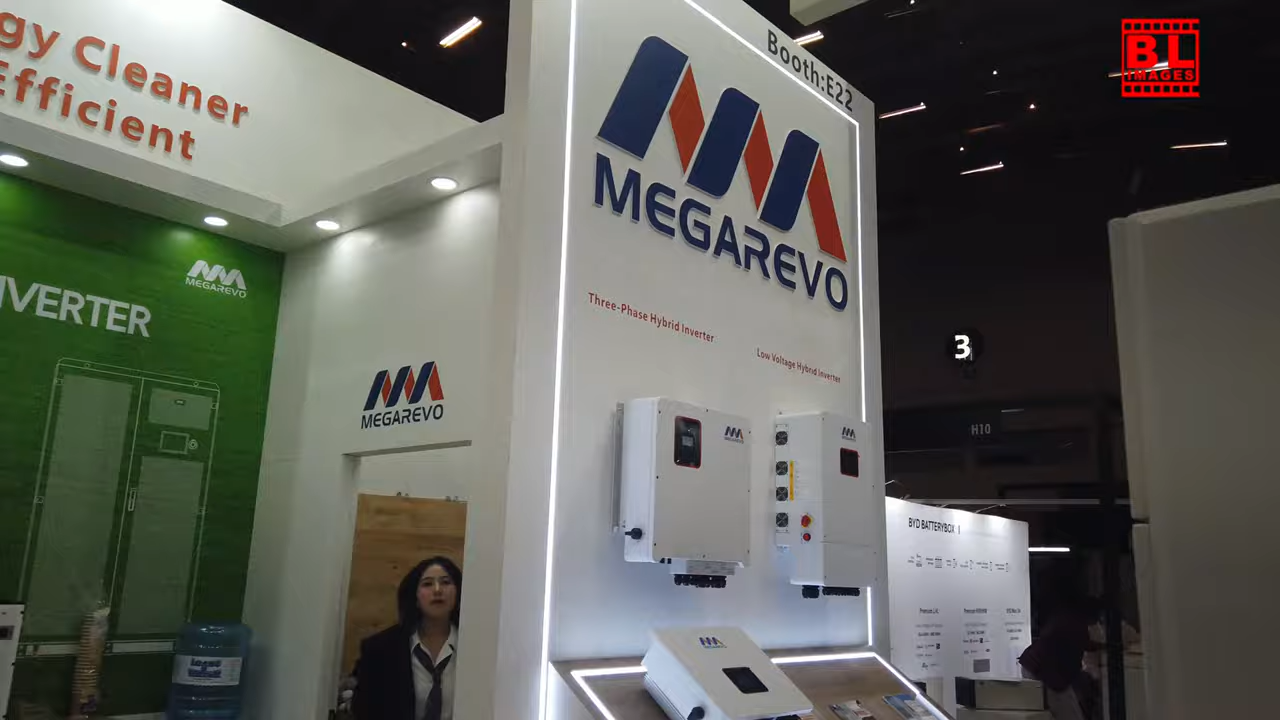 gy Cleaner
Efficient
MEGAREVO
IVERTER
MEGAREVO
Booth:E22
MEGAREVO
Three-Phase Hybrid Inverter
Low Voltage Hybrid Inverter
BL
IMAGES
3
H10
BYD BATTERYBOX